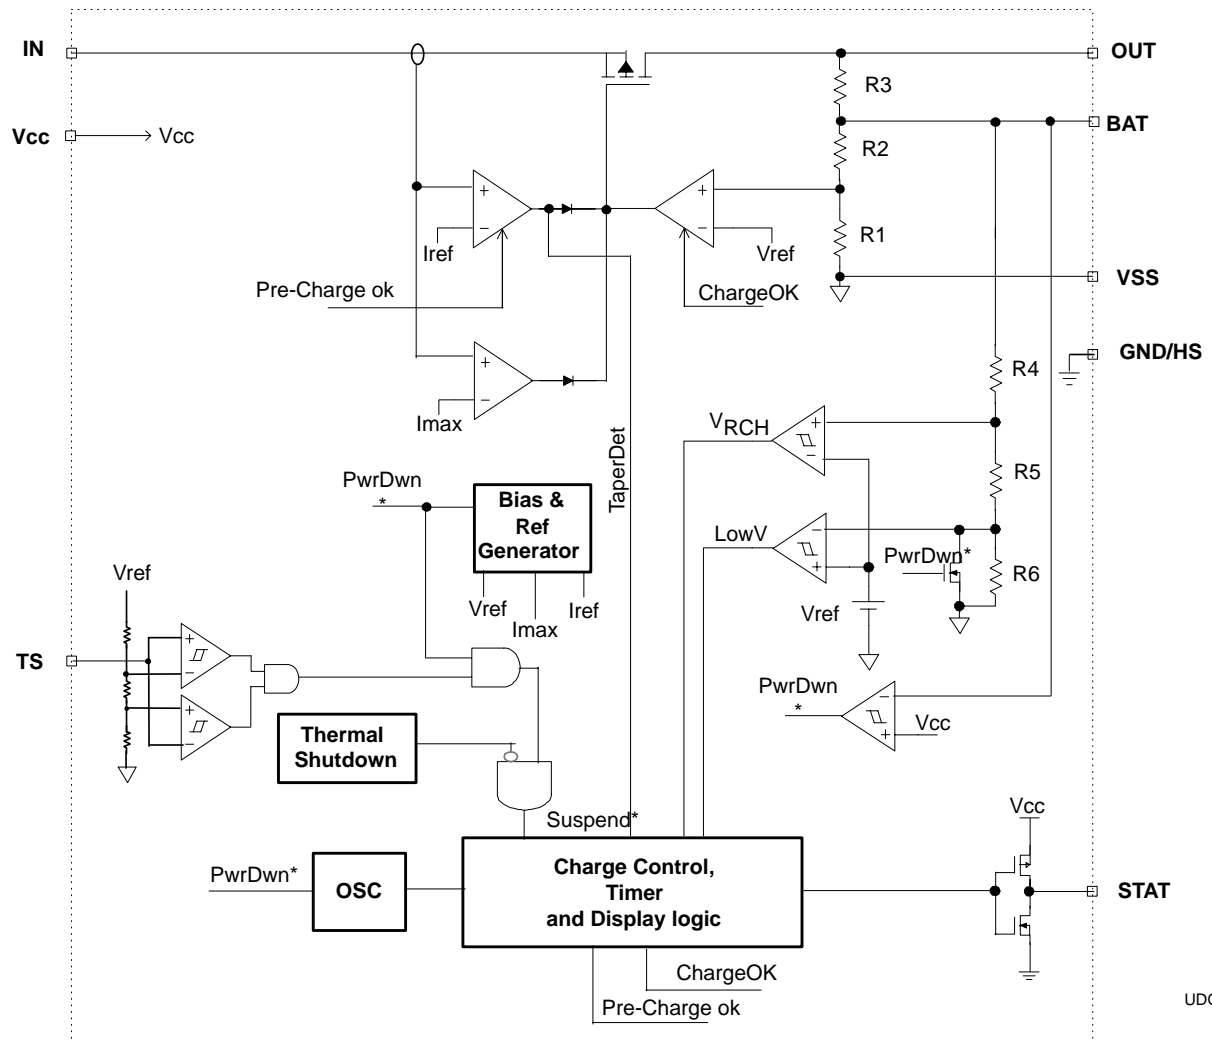 IN
OUT
R3
Vcc
Vcc
BAT
R2
+
+
−
−
Iref
Vref
R1
Pre-Charge ok
ChargeOK
VSS
GND/HS
+
−
Imax
R4
VRCH
+
−
TaperDet
PwrDwn
*
Bias &
Ref
Generator
R5
LowV
−
+
PwrDwn*
R6
Vref
Vref
Imax
Iref
Vref
TS
+
−
+
−
PwrDwn
*
−
+
Vcc
Thermal
Shutdown
Suspend*
Vcc
PwrDwn*
OSC
Charge Control,
Timer
and Display logic
STAT
ChargeOK
Pre-Charge ok